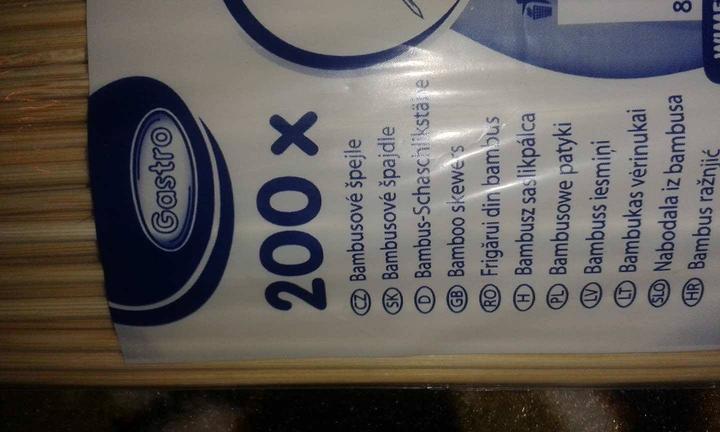 Gastro
200 x
CZ Bambusové špejle
SK Bambusové špajdle
D Bambus-Schaschlikstäbe
GB Bamboo skewers
RO Frigărui din bambus
H Bambusz saslikpálca
PL Bambusowe patyki
LV Bambuss iesmiņi
LT Bambukas vėrinukai
SLO Nabodala iz bambusa
HR Bambus ražnjić
8